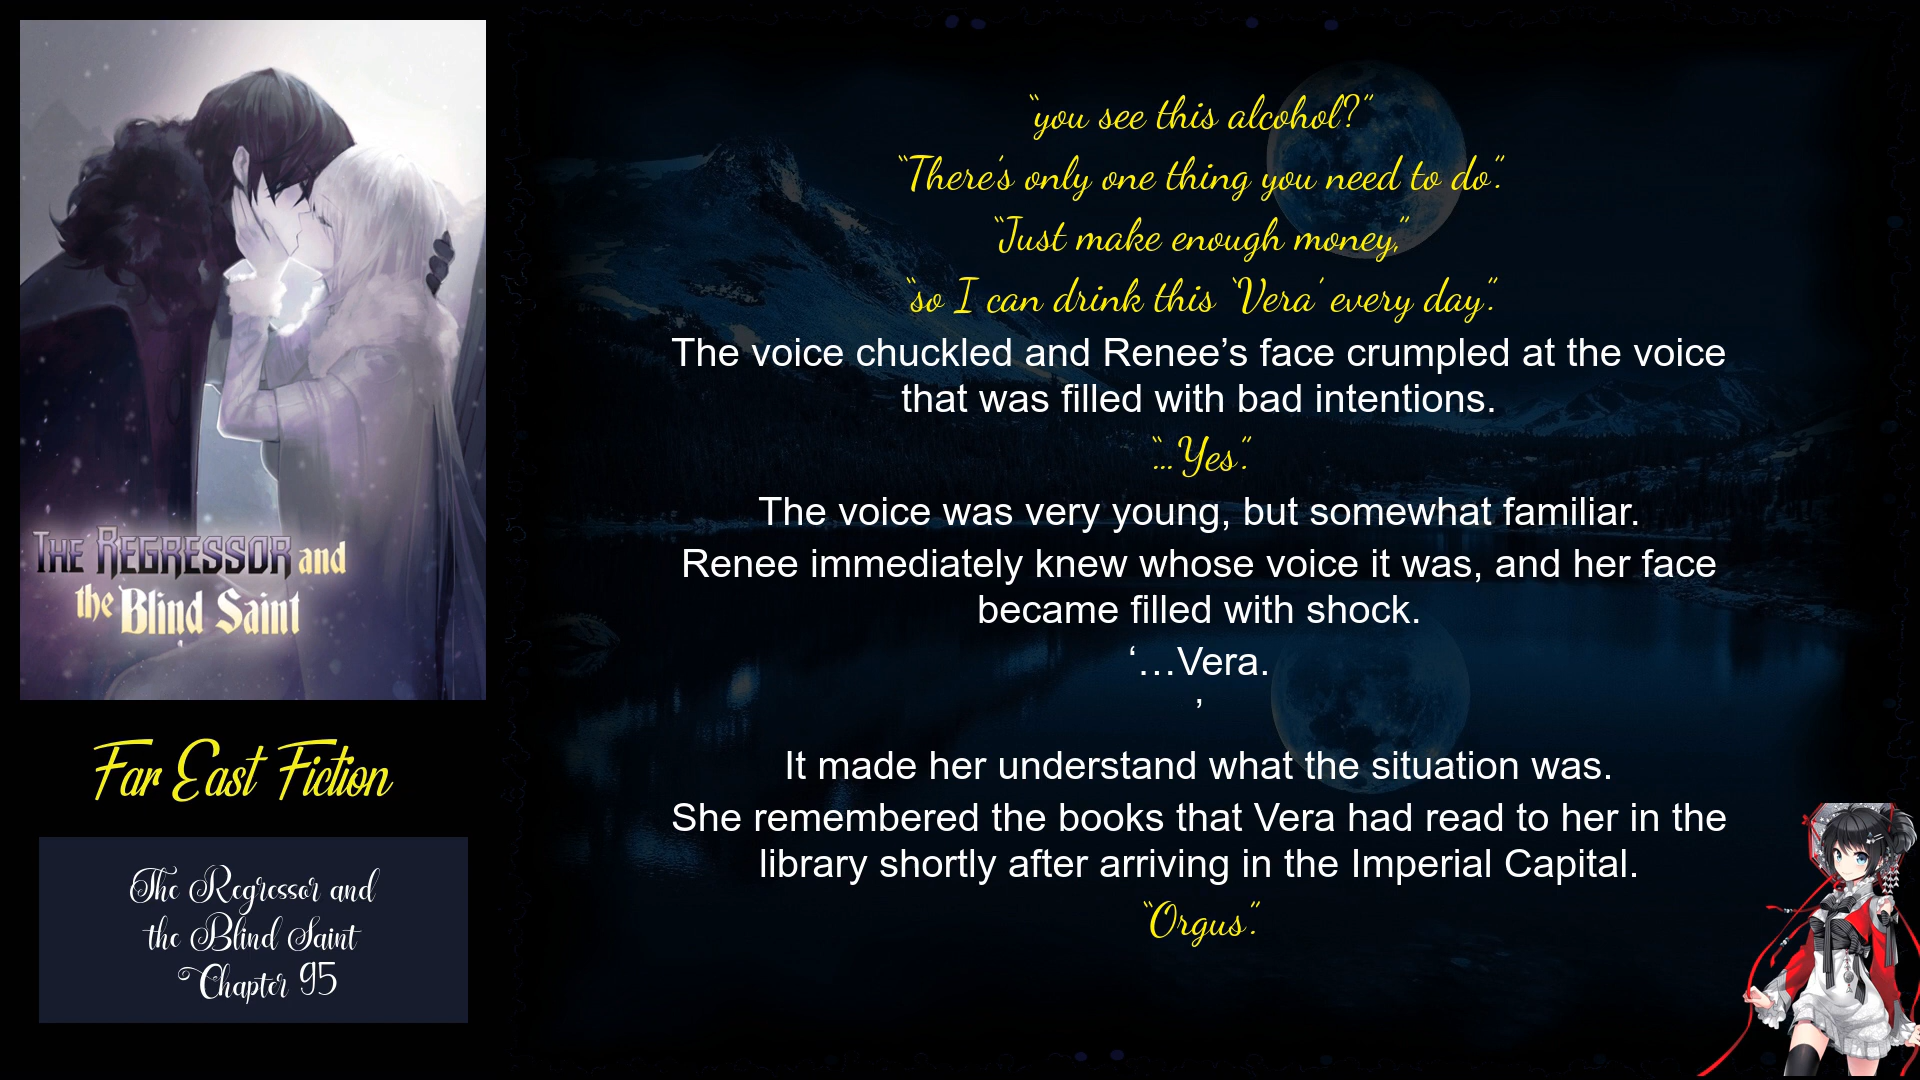 THE REGRESSOR and
the Blind Saint
Far East Fiction
The Regressor and
the Blind Saint
Chapter 95
“you see this alcohol?”
“There’s only one thing you need to do”.
“Just make enough money,”
“so I can drink this ‘Vera’ every day”.
The voice chuckled and Renee’s face crumpled at the voice
that was filled with bad intentions.
“…Yes”.
The voice was very young, but somewhat familiar.
Renee immediately knew whose voice it was, and her face
became filled with shock.
‘…Vera.
’
It made her understand what the situation was.
She remembered the books that Vera had read to her in the
library shortly after arriving in the Imperial Capital.
“Orgus”.